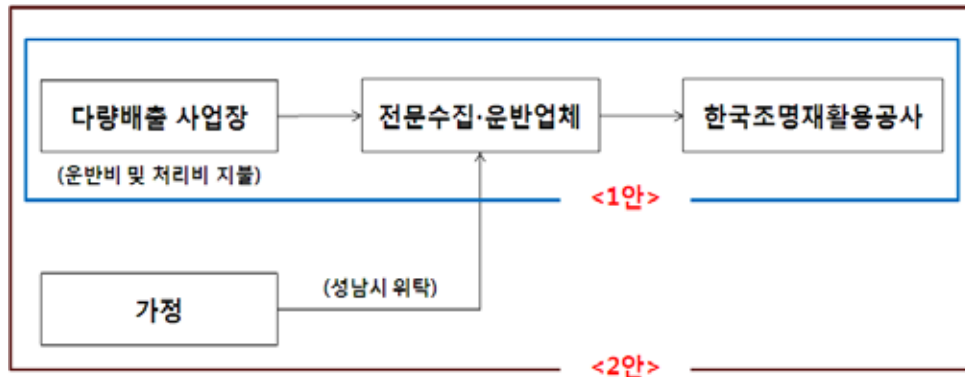 다량배출 사업장
전문수집·운반업체
한국조명재활용공사
(운반비 및 처리비 지불)
<1안>
가정
(성남시 위탁)
<2안>